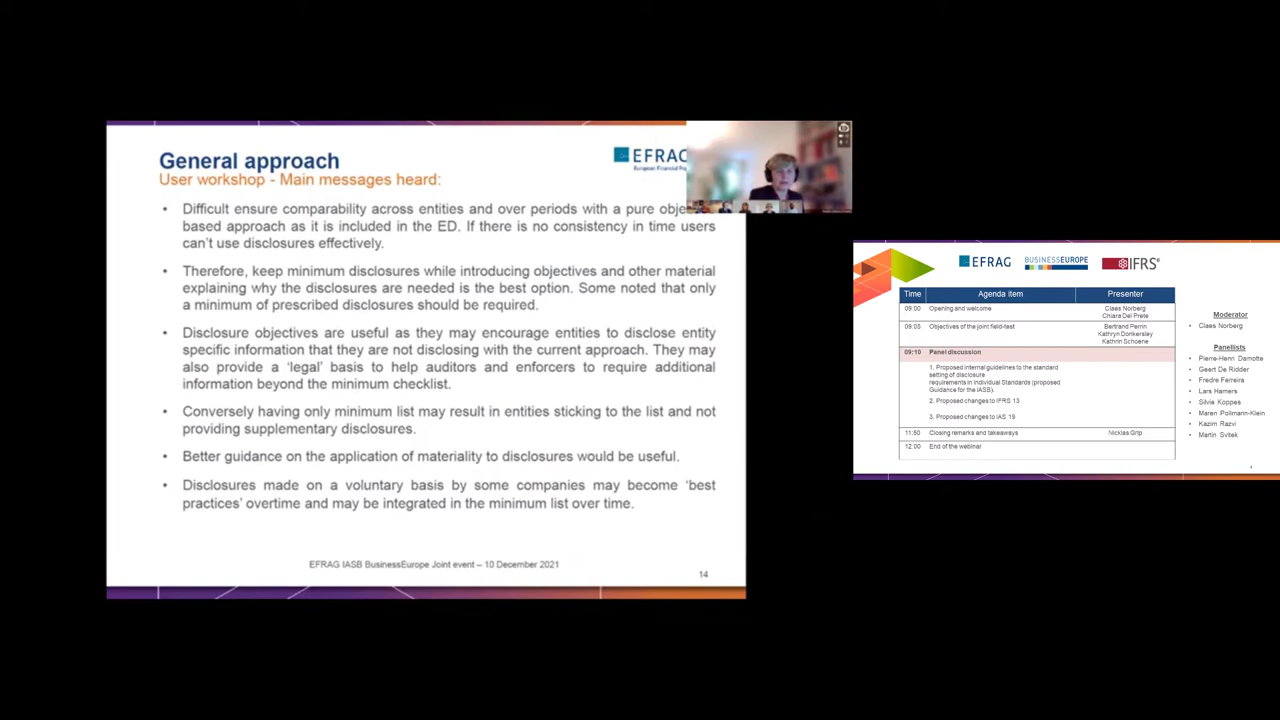 General approach
User workshop - Main messages heard:
EFRAG
• Difficult ensure comparability across entities and over periods with a pure
based approach as it is included in the ED. If there is no consistency in time users
can't use disclosures effectively.
• Therefore, keep minimum disclosures while introducing objectives and other material
explaining why the disclosures are needed is the best option. Some noted that only
a minimum of prescribed disclosures should be required.
• Disclosure objectives are useful as they may encourage entities to disclose entity
specific information that they are not disclosing with the current approach. They may
also provide a 'legal' basis to help auditors and enforcers to require additional
information beyond the minimum checklist.
• Conversely having only minimum list may result in entities sticking to the list and not
providing supplementary disclosures.
• Better guidance on the application of materiality to disclosures would be useful.
• Disclosures made on a voluntary basis by some companies may become 'best
practices' overtime and may be integrated in the minimum list over time.
EFRAG IASB BusinessEurope Joint event – 10 December 2021
14
EFRAG
BUSINESSEUROPE
IFRS
Time Agenda item Presenter
09:00 Opening and welcome Claes Norberg
Chiara Del Prete
09:05 Objectives of the joint field-test Bertrand Perrin
Kathryn Donkersley
Kathrin Schoene
09:10 Panel discussion
1. Proposed internal guidelines to the standard
setting of disclosure
requirements in individual Standards (proposed
Guidance for the IASB).
2. Proposed changes to IFRS 13
3. Proposed changes to IAS 19
11:50 Closing remarks and takeaways Nicklas Grip
12:00 End of the webinar
Moderator
• Claes Norberg
Panellists
• Pierre-Henri Damotte
• Geert De Ridder
• Fredre Ferreira
• Lars Hamers
• Silvie Koppes
• Maren Pollmann-Klein
• Kazim Razvi
• Martin Svitek